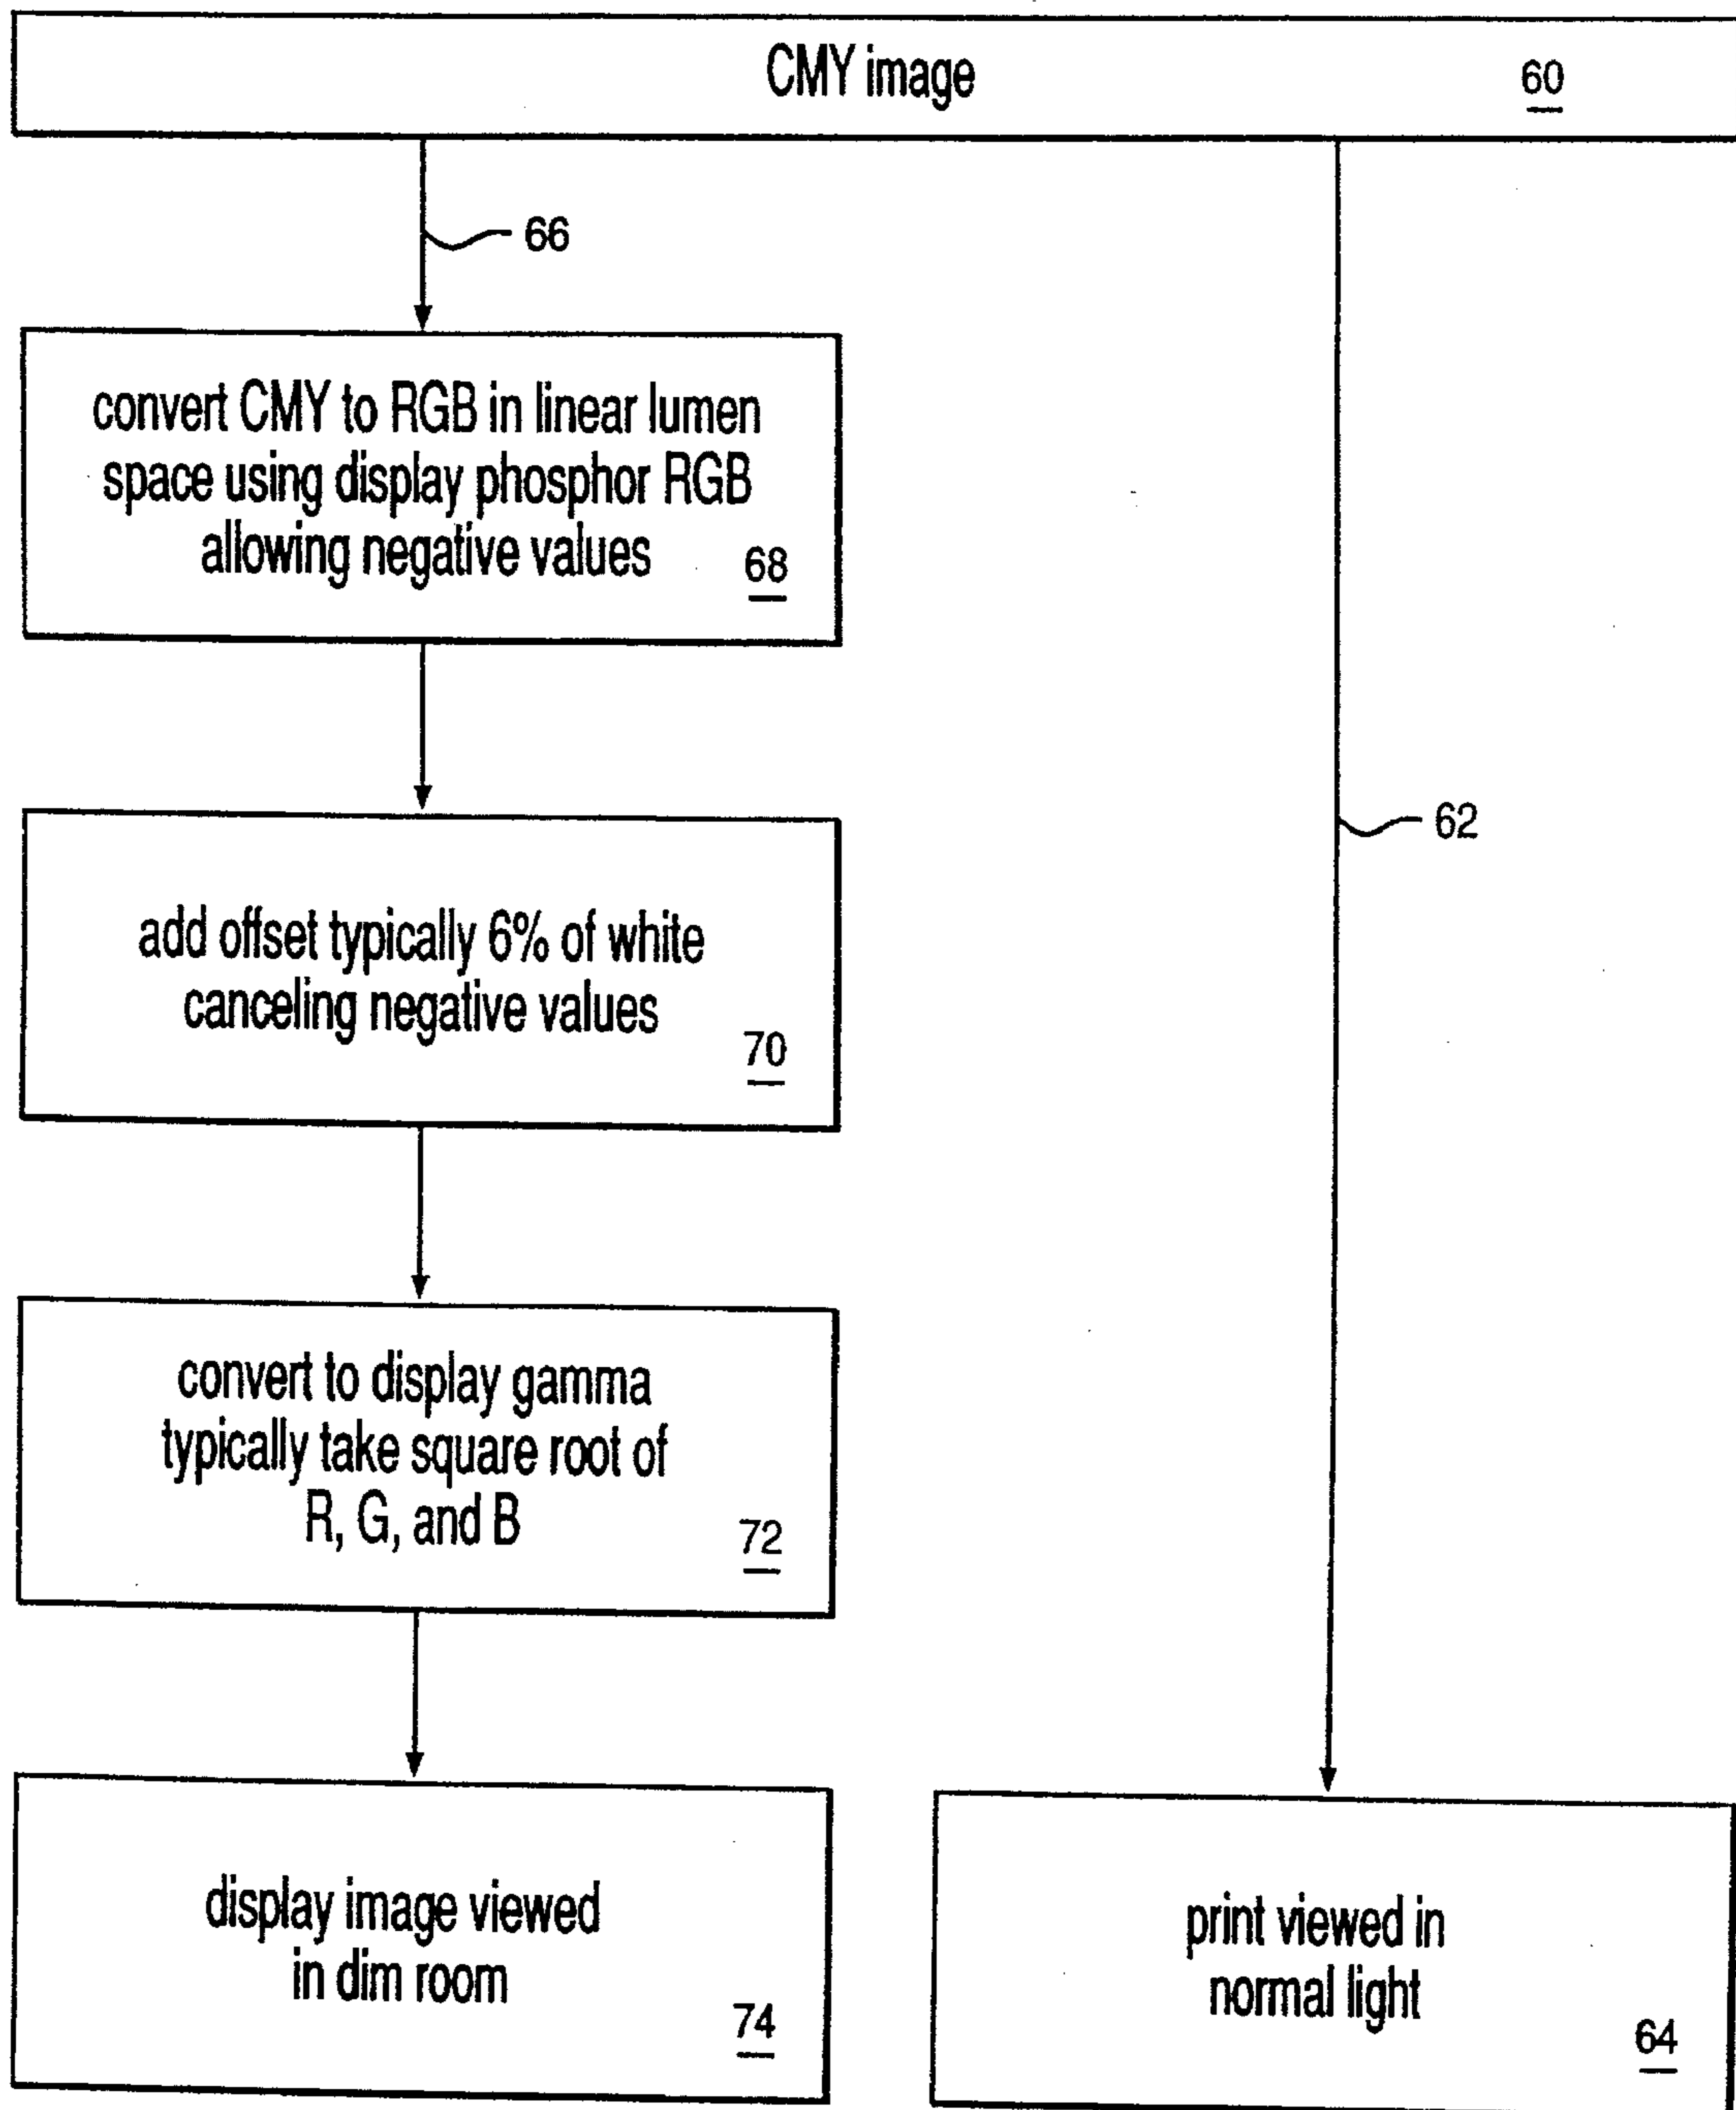 CMY image
60
66
convert CMY to RGB in linear lumen
space using display phosphor RGB
allowing negative values
68
62
add offset typically 6% of white
canceling negative values
70
convert to display gamma
typically take square root of
R, G, and B
72
display image viewed
in dim room
74
print viewed in
normal light
64